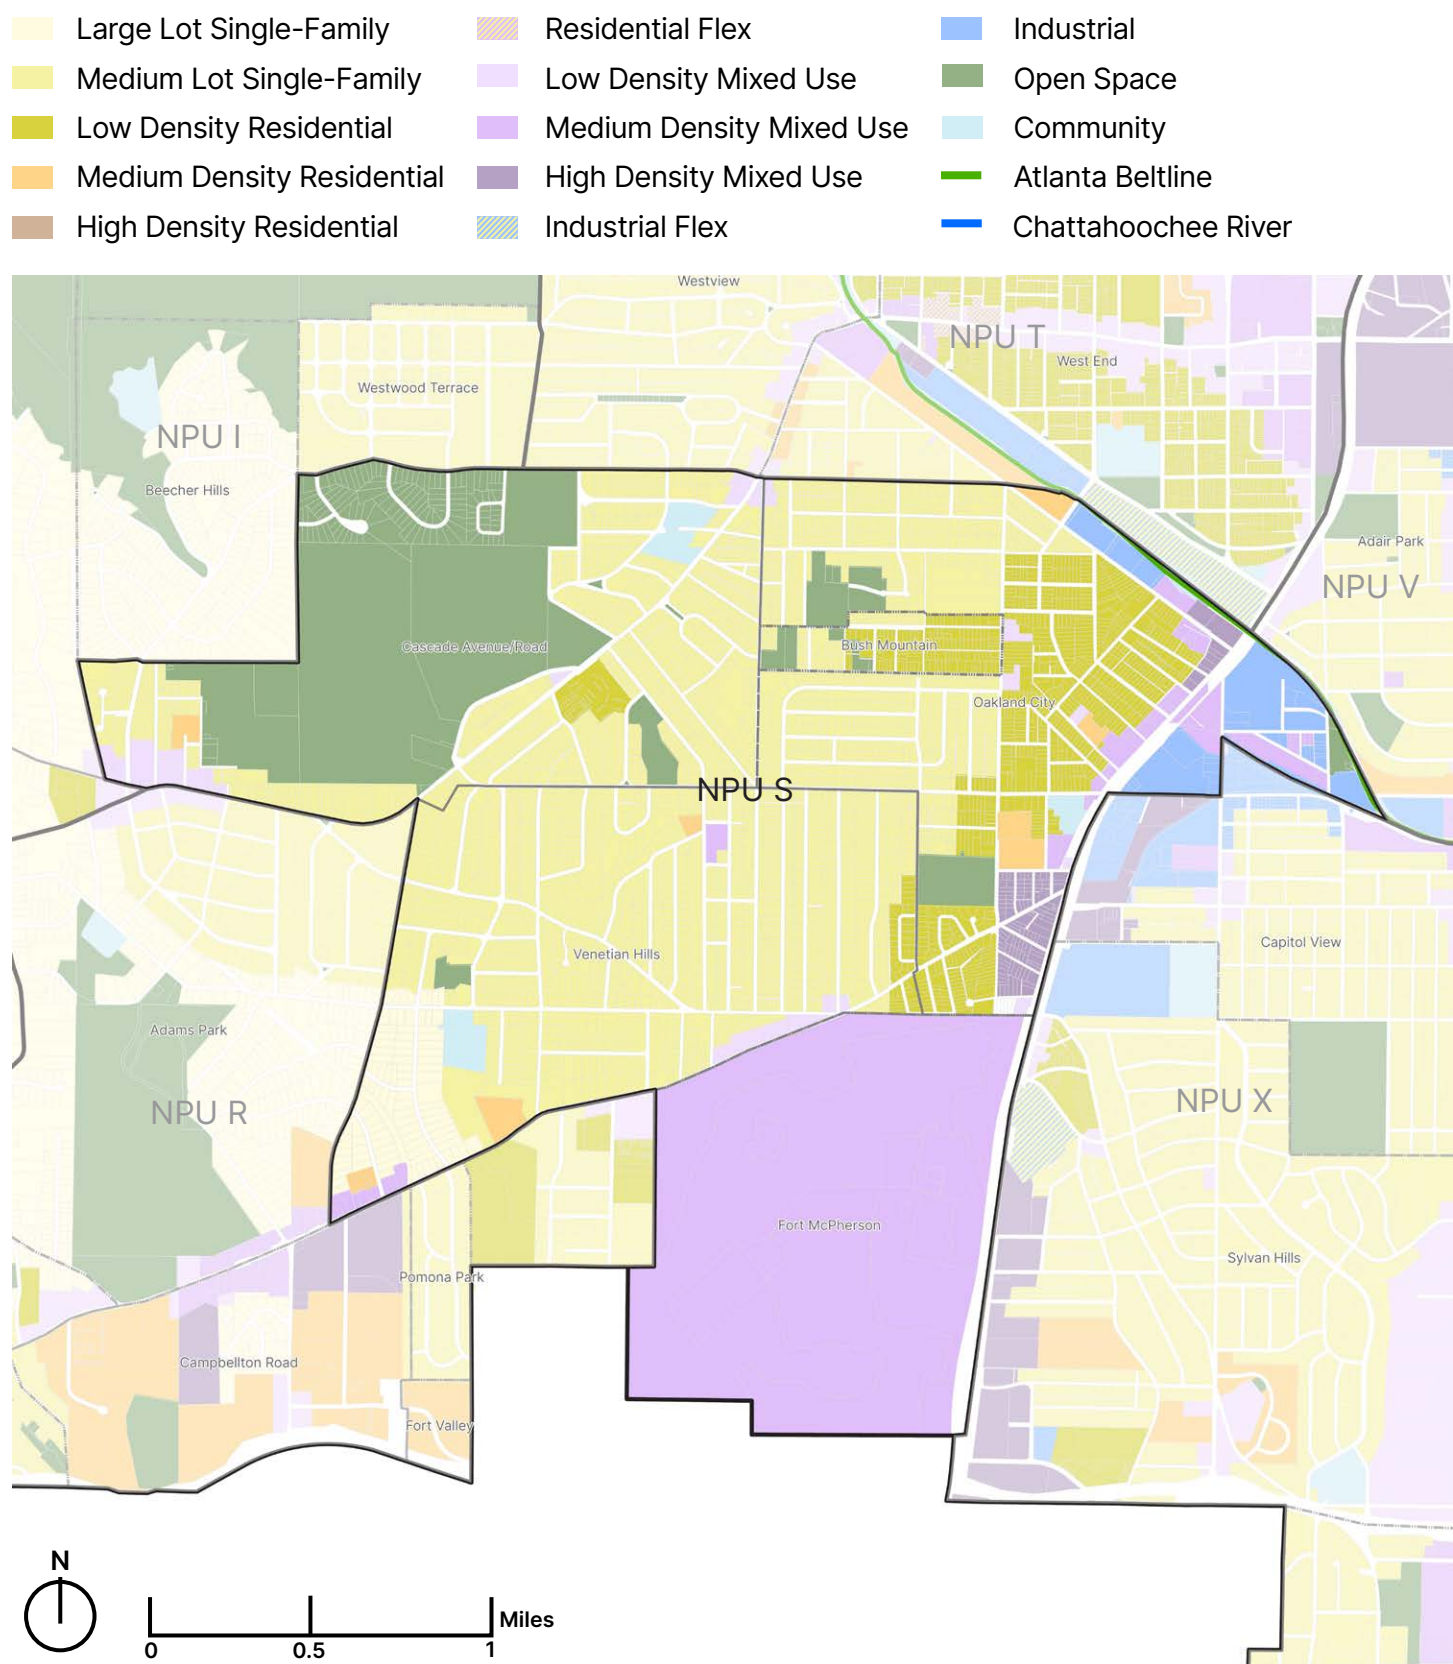 Large Lot Single-Family
Medium Lot Single-Family
Low Density Residential
Medium Density Residential
High Density Residential
Residential Flex
Low Density Mixed Use
Medium Density Mixed Use
High Density Mixed Use
Industrial Flex
Industrial
Open Space
Community
Atlanta Beltline
Chattahoochee River
Westview
NPU T
West End
Westwood Terrace
NPU I
Beecher Hills
Adair Park
NPU V
Cascade Avenue/Road
Bush Mountain
Oakland City
NPU S
Venetian Hills
Capitol View
Adams Park
NPU R
NPU X
Fort McPherson
Sylvan Hills
Pomona Park
Campbellton Road
Fort Valley
N
Miles
0
0.5
1